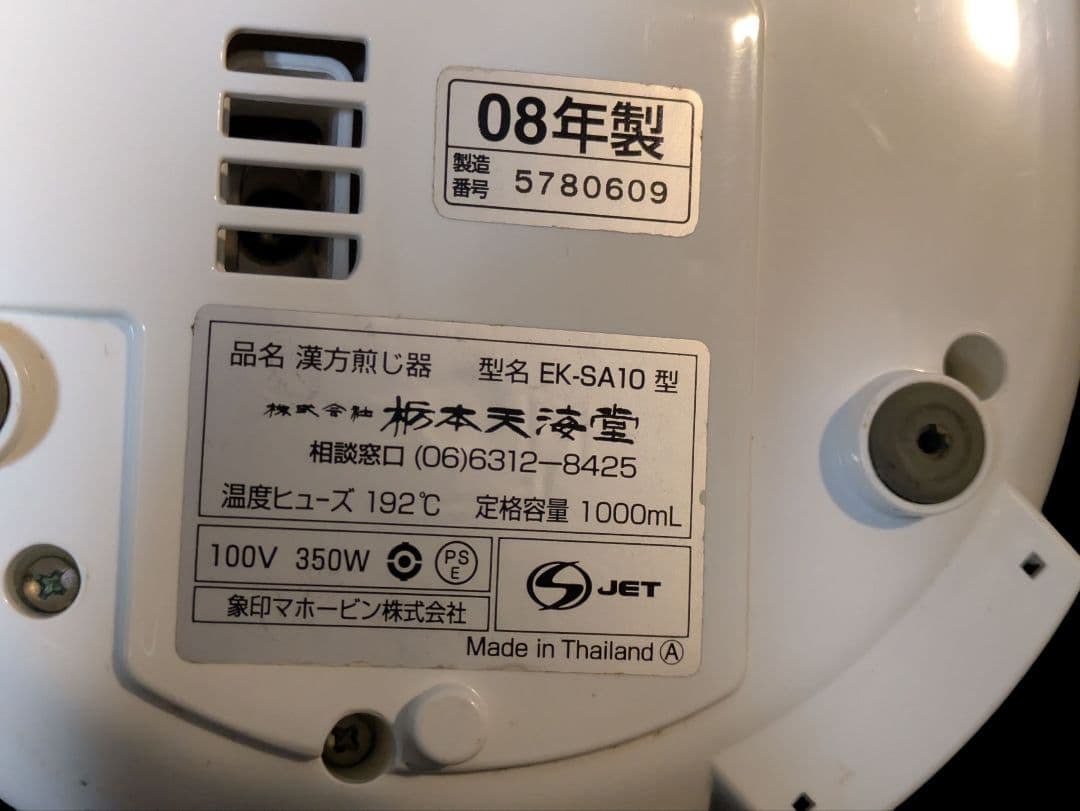 08年製
製造番号 5780609
品名 漢方煎じ器 型名 EK-SA10 型
株式会社 栃本天海堂
相談窓口 (06)6312-8425
温度ヒューズ 192℃ 定格容量 1000mL
100V 350W PSE
JET
象印マホービン株式会社
Made in Thailand Ⓐ